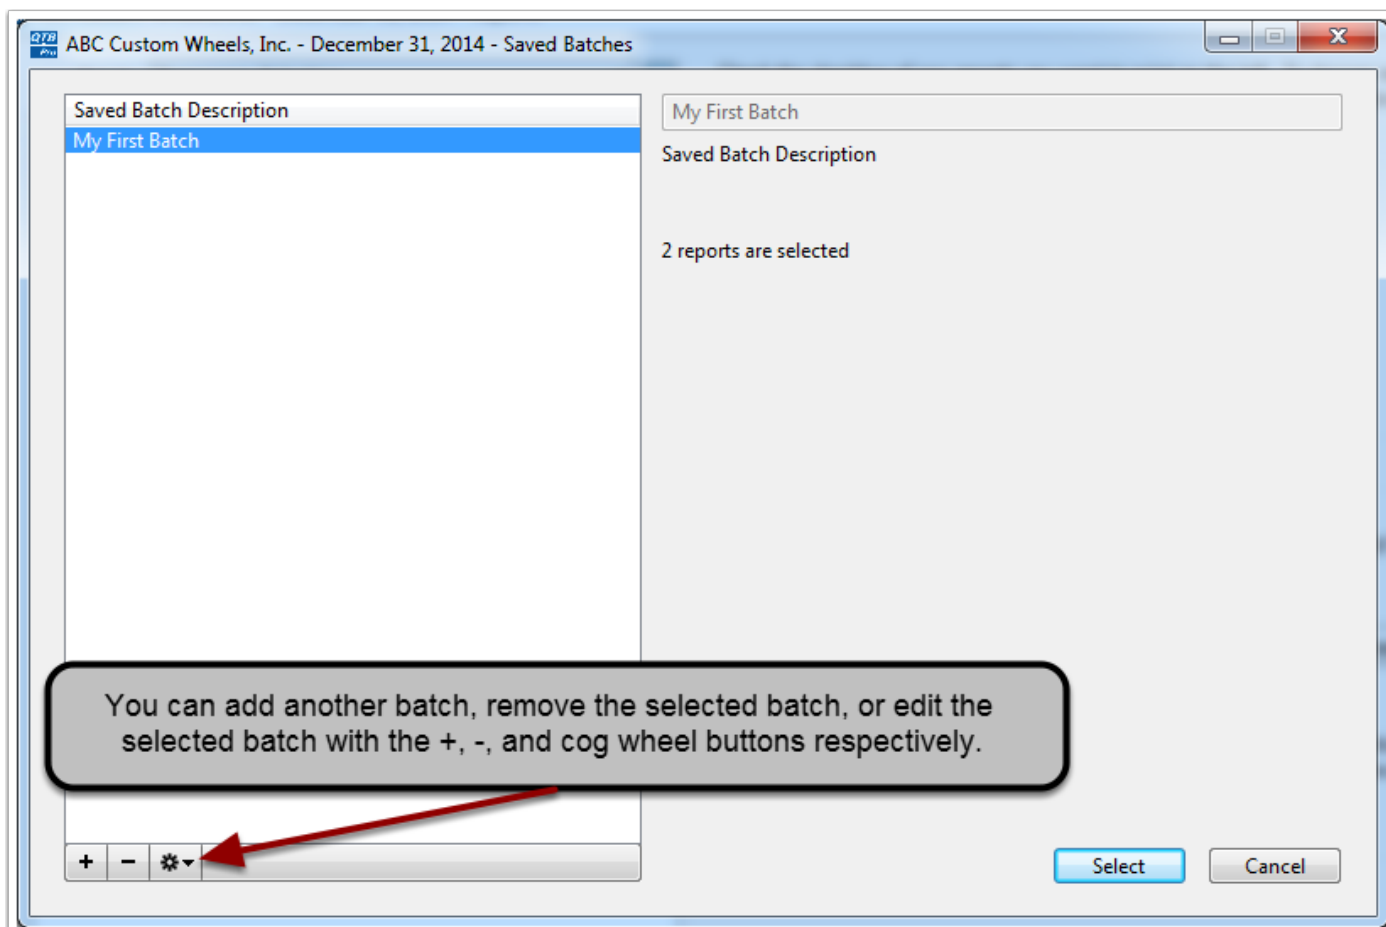 QTB
Pro
ABC Custom Wheels, Inc. - December 31, 2014 - Saved Batches
Saved Batch Description
My First Batch
My First Batch
Saved Batch Description
2 reports are selected
You can add another batch, remove the selected batch, or edit the
selected batch with the +, -, and cog wheel buttons respectively.
+ -
Select Cancel